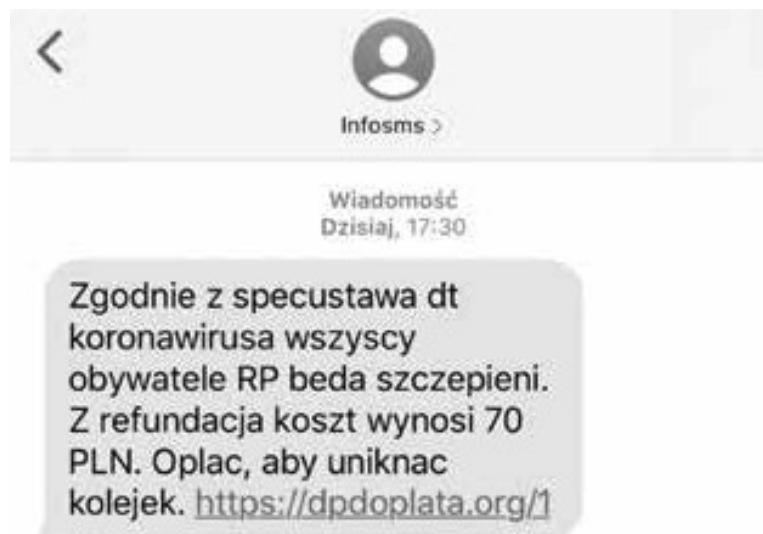 Infosms >
Wiadomość
Dzisiaj, 17:30
Zgodnie z specustawa dt
koronawirusa wszyscy
obywatele RP beda szczepieni.
Z refundacja koszt wynosi 70
PLN. Oplac, aby uniknac
kolejek. https://dpdoplata.org/1